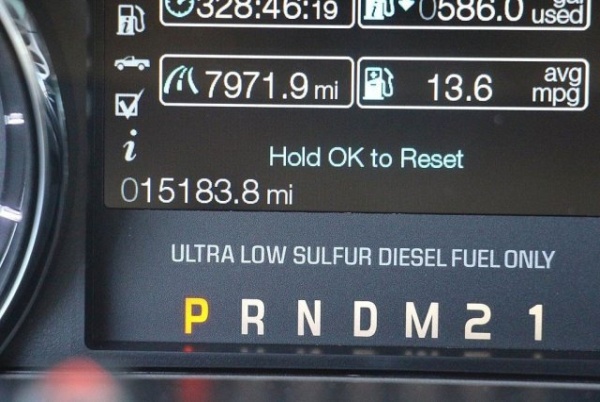 328:46:19 0586.0 gal used
7971.9 mi 13.6 avg mpg
i
Hold OK to Reset
015183.8 mi
ULTRA LOW SULFUR DIESEL FUEL ONLY
P R N D M 2 1